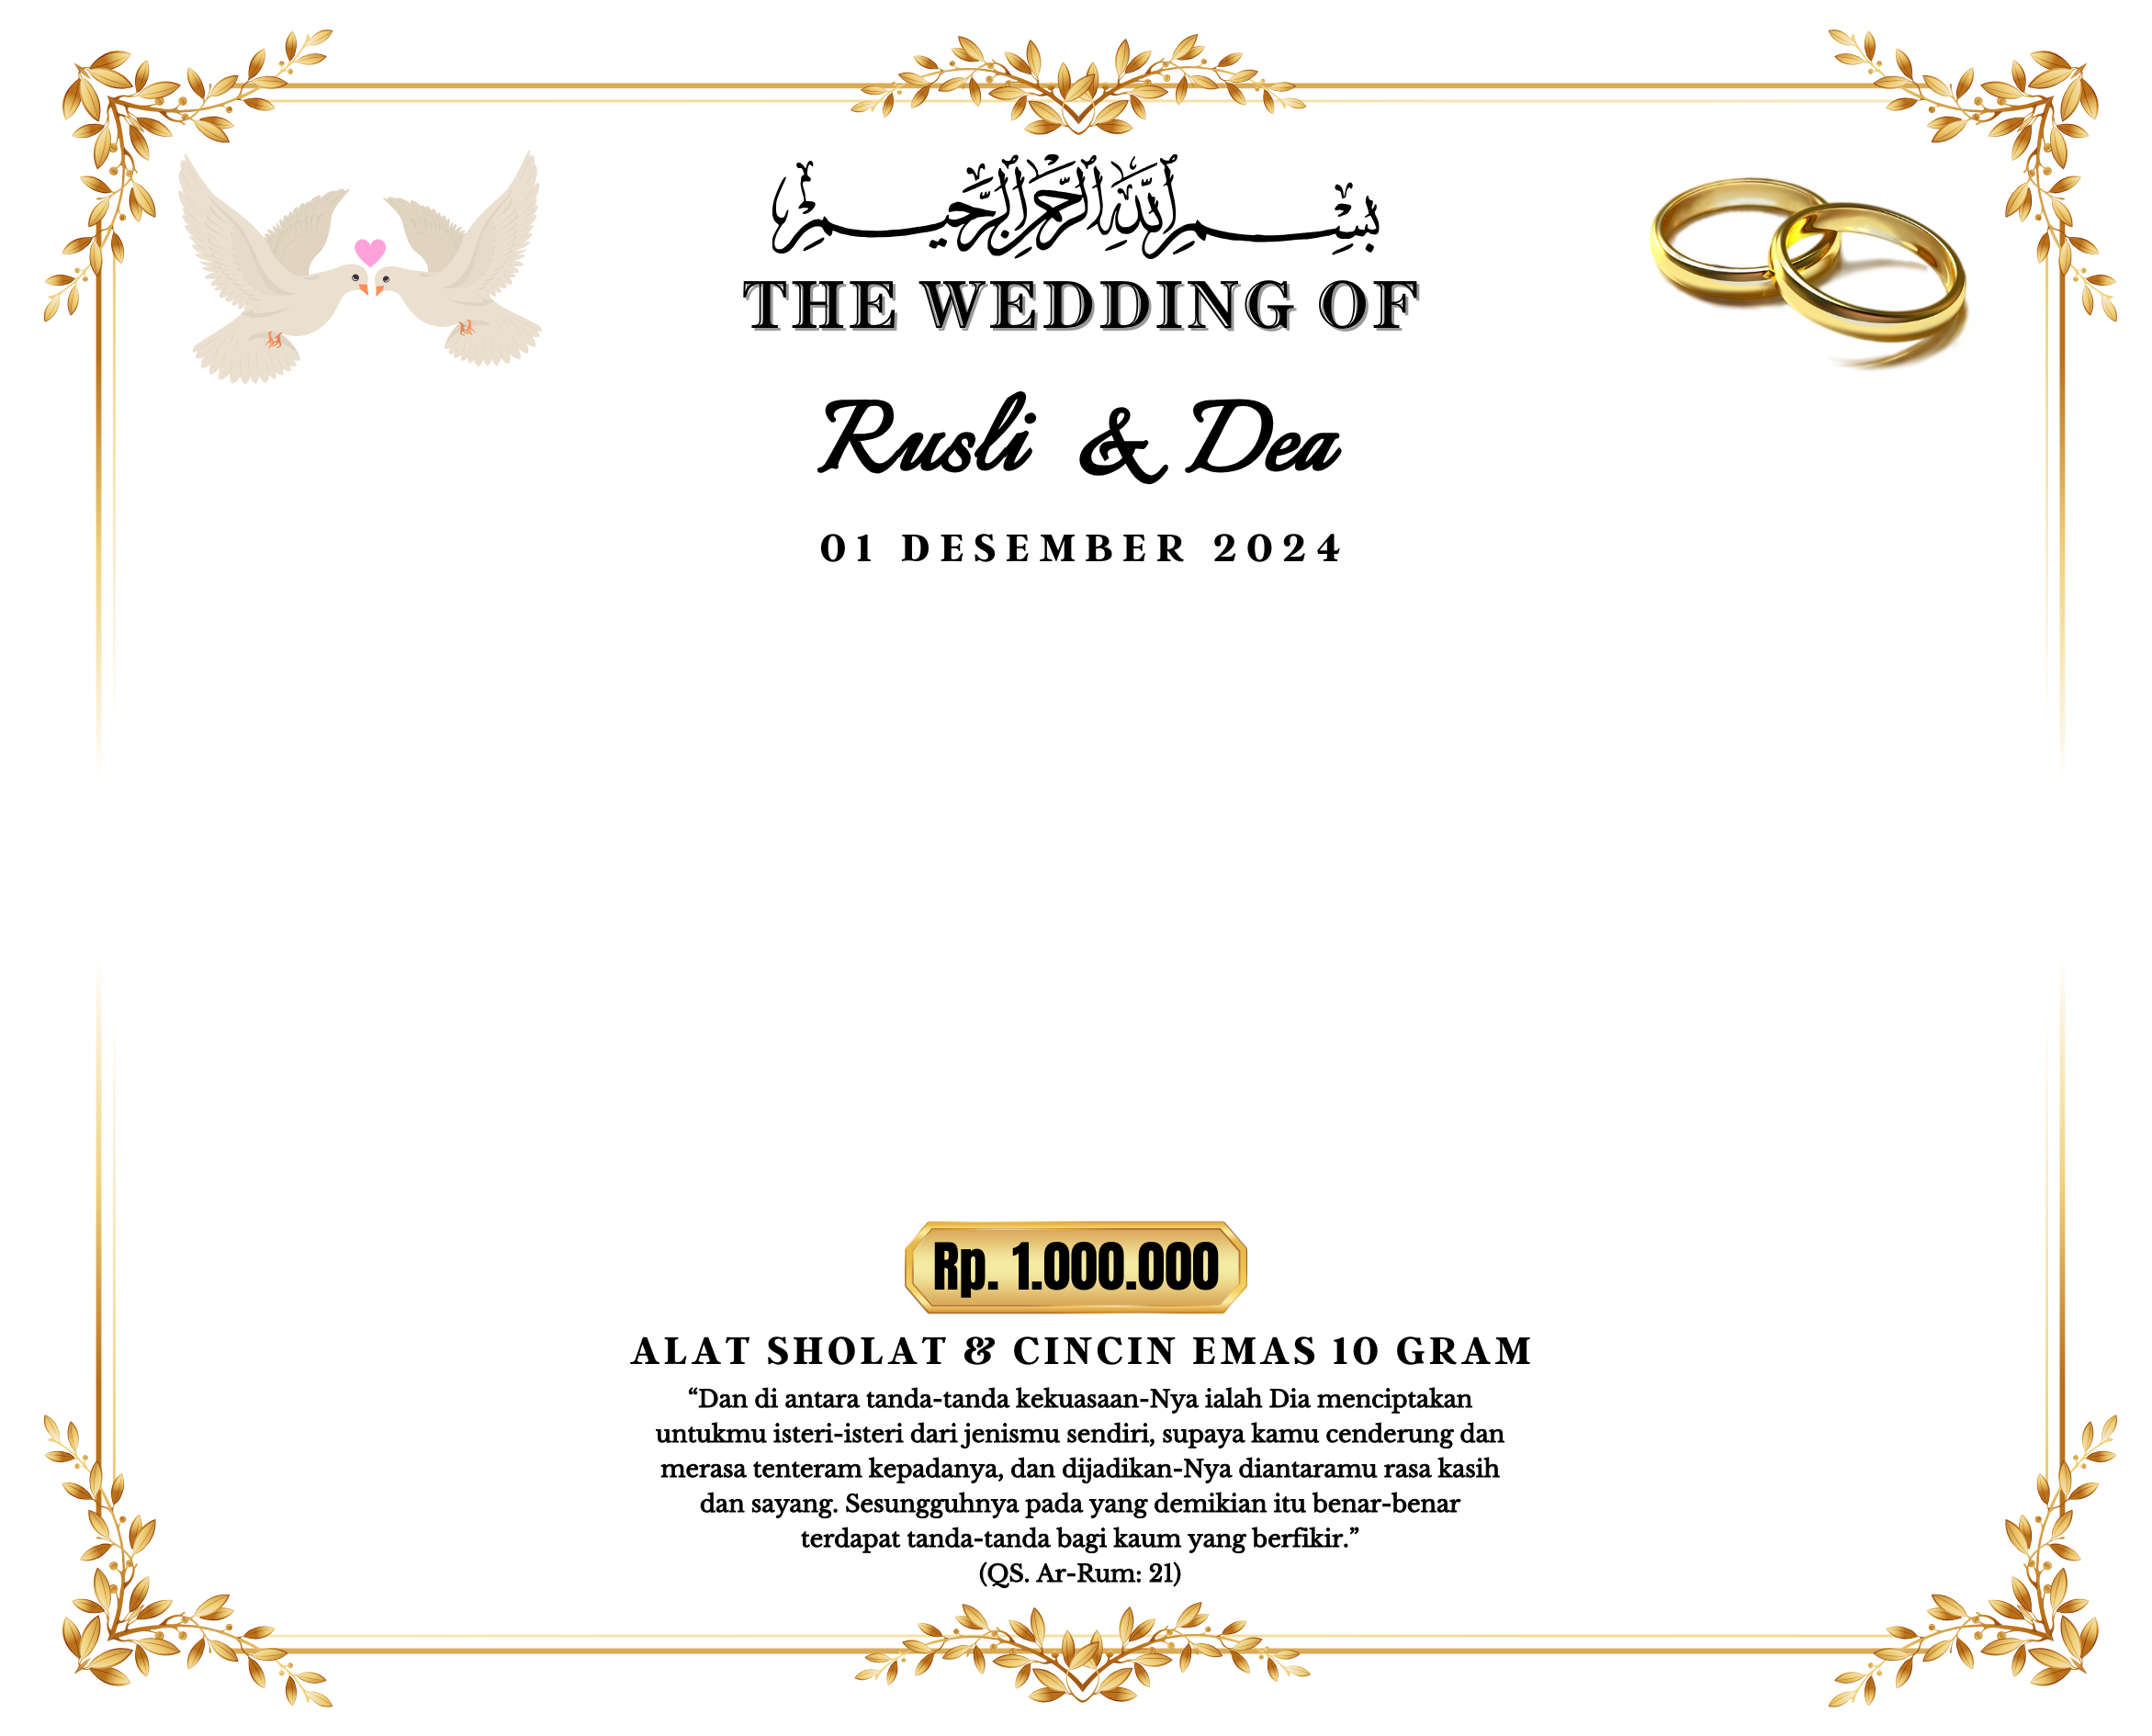 بِسْمِ اللَّهِ الرَّحْمَٰنِ الرَّحِيمِ
THE WEDDING OF
Rusli & Dea
01 DESEMBER 2024
Rp. 1.000.000
ALAT SHOLAT & CINCIN EMAS 10 GRAM
“Dan di antara tanda-tanda kekuasaan-Nya ialah Dia menciptakan
untukmu isteri-isteri dari jenismu sendiri, supaya kamu cenderung dan
merasa tenteram kepadanya, dan dijadikan-Nya diantaramu rasa kasih
dan sayang. Sesungguhnya pada yang demikian itu benar-benar
terdapat tanda-tanda bagi kaum yang berfikir.”
(QS. Ar-Rum: 21)